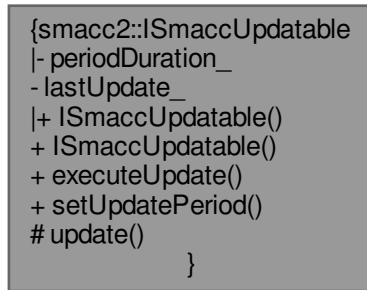 {smacc2::ISmaccUpdatable
|- periodDuration_
- lastUpdate_
|+ ISmaccUpdatable()
+ ISmaccUpdatable()
+ executeUpdate()
+ setUpdatePeriod()
# update()
}